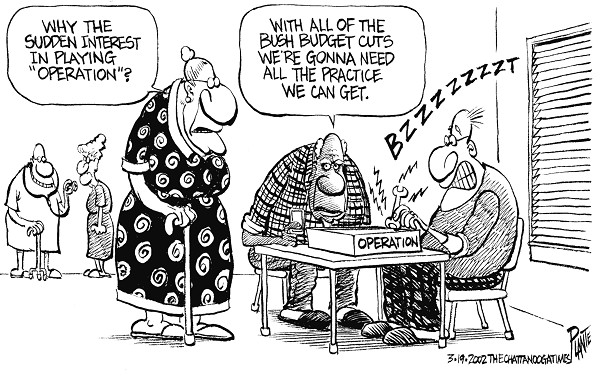 WHY THE
SUDDEN INTEREST
IN PLAYING
"OPERATION"?
WITH ALL OF THE
BUSH BUDGET CUTS
WE'RE GONNA NEED
ALL THE PRACTICE
WE CAN GET.
BZZZZZZZT
OPERATION
PLANTE
3-19-2002 THE CHATTANOOGA TIMES